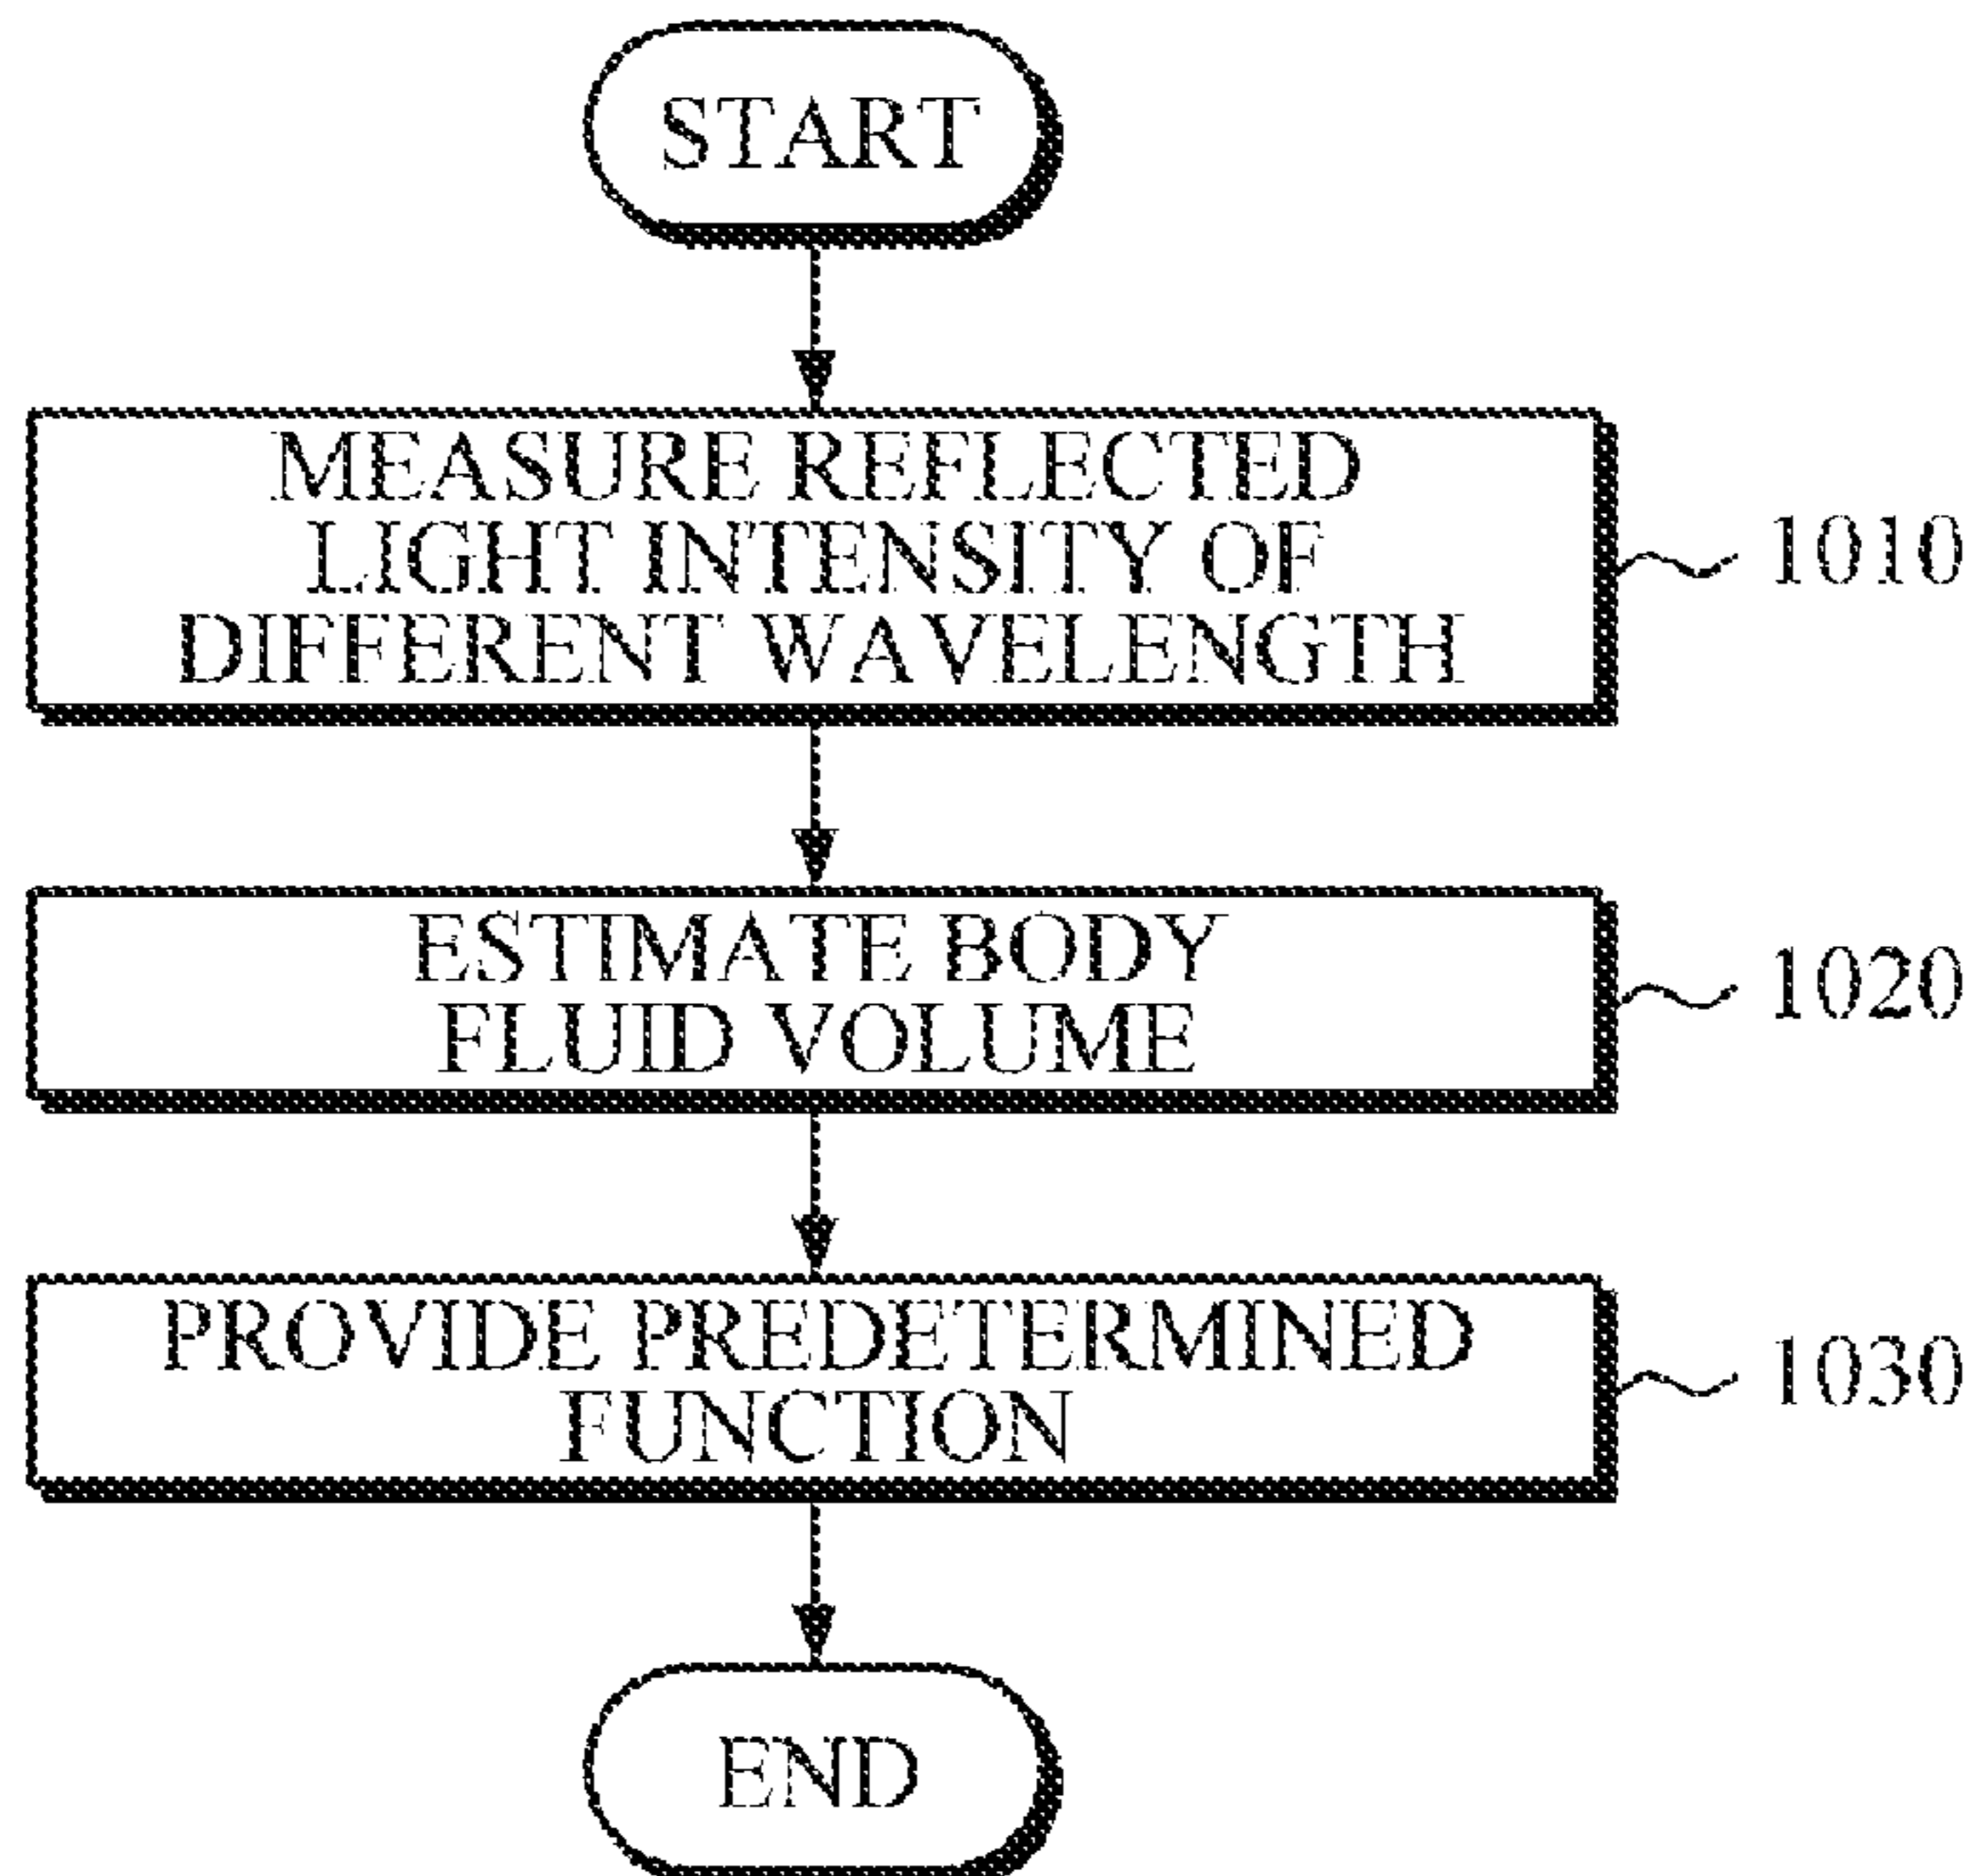 START
MEASURE REFLECTED
LIGHT INTENSITY OF
DIFFERENT WAVELENGTH
1010
ESTIMATE BODY
FLUID VOLUME
1020
PROVIDE PREDETERMINED
FUNCTION
1030
END